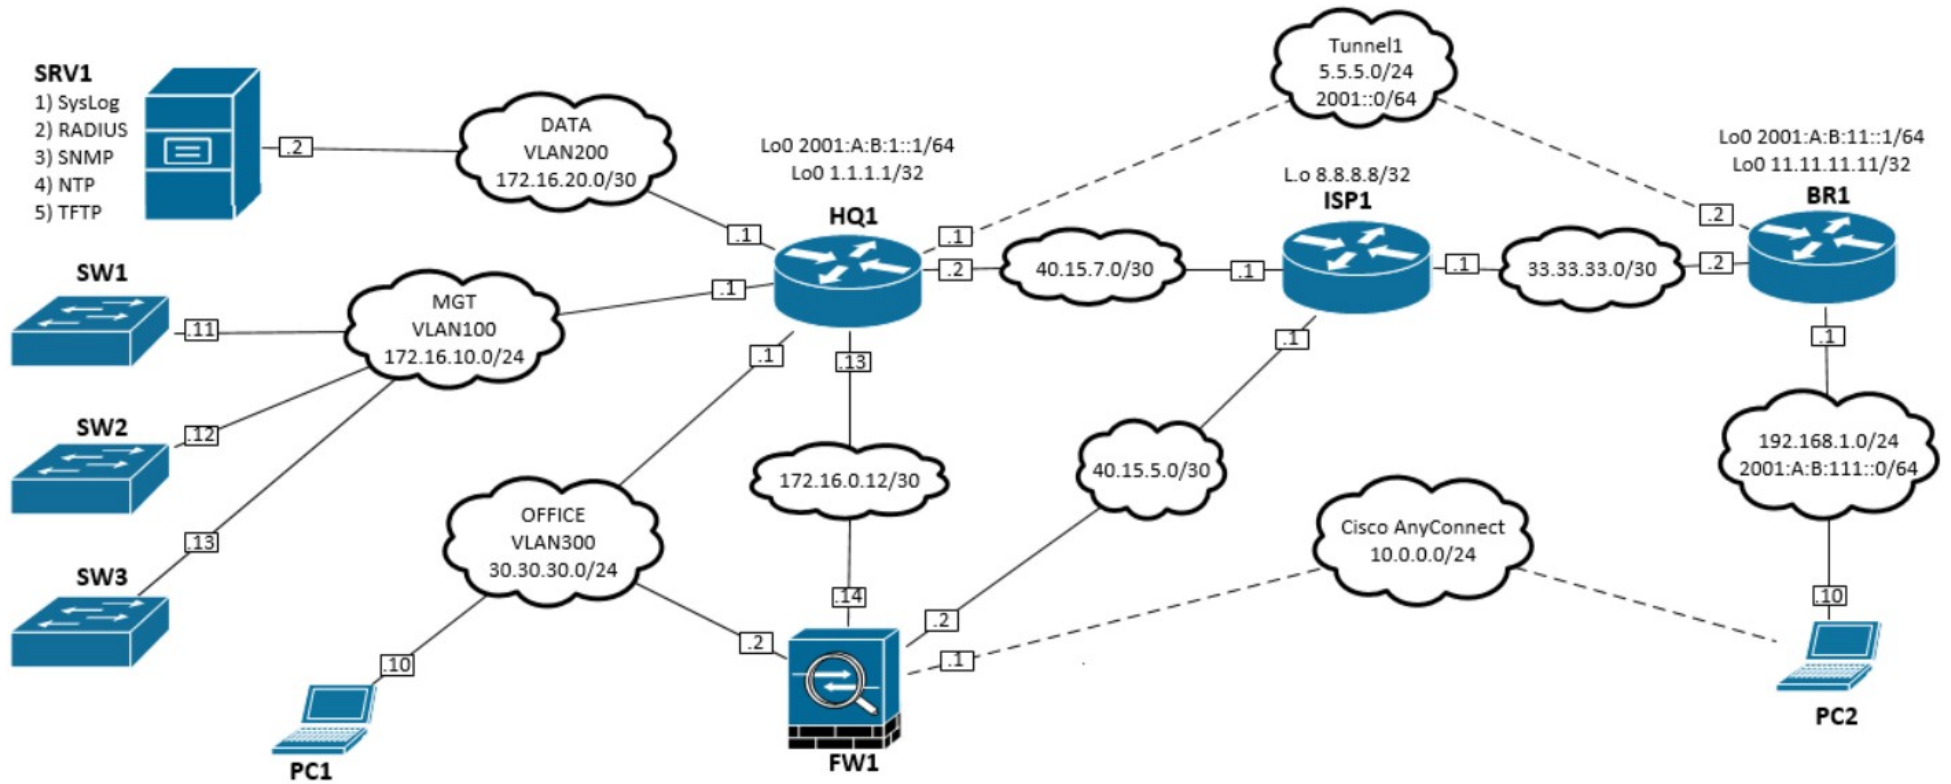 SRV1
1) SysLog
2) RADIUS
3) SNMP
4) NTP
5) TFTP
.2
DATA
VLAN200
172.16.20.0/30
.1
Lo0 2001:A:B:1::1/64
Lo0 1.1.1.1/32
HQ1
Tunnel1
5.5.5.0/24
2001::0/64
.1
.2
L.o 8.8.8.8/32
ISP1
Lo0 2001:A:B:11::1/64
Lo0 11.11.11.11/32
BR1
.2
40.15.7.0/30
.1
.1
33.33.33.0/30
.2
SW1
.11
MGT
VLAN100
172.16.10.0/24
.1
SW2
.12
SW3
.13
.1
.13
.1
.1
OFFICE
VLAN300
30.30.30.0/24
172.16.0.12/30
40.15.5.0/30
192.168.1.0/24
2001:A:B:111::0/64
Cisco AnyConnect
10.0.0.0/24
.10
.2
.14
.2
.1
.10
PC1
FW1
PC2